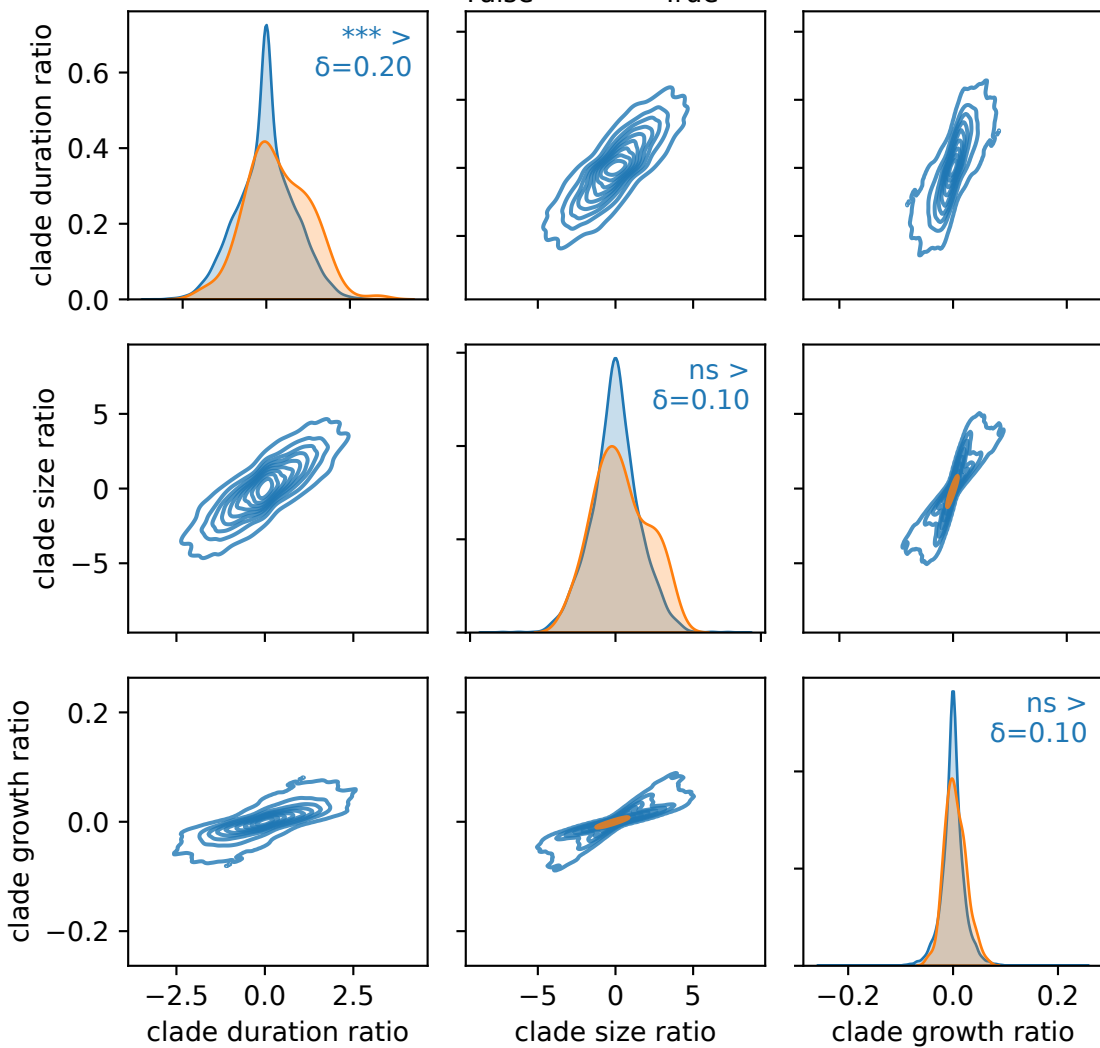 clade duration ratio
0.6
0.4
0.2
0.0
*** >
δ=0.20
clade size ratio
5
0
−5
ns >
δ=0.10
clade growth ratio
0.2
0.0
−0.2
ns >
δ=0.10
−2.5 0.0 2.5
−5 0 5
−0.2 0.0 0.2
clade duration ratio
clade size ratio
clade growth ratio